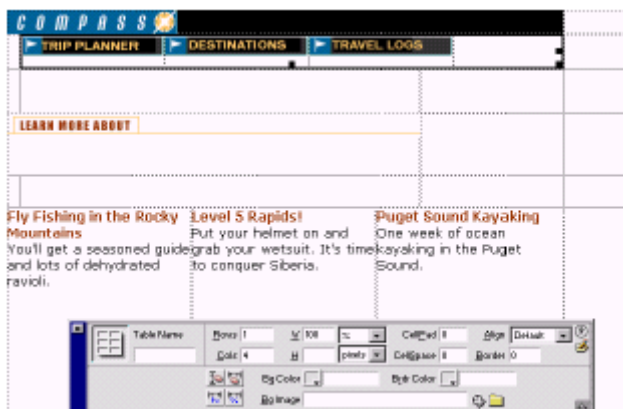 COMPASS
TRIP PLANNER DESTINATIONS TRAVEL LOGS
LEARN MORE ABOUT
Fly Fishing in the Rocky Mountains
You'll get a seasoned guide and lots of dehydrated ravioli.
Level 5 Rapids!
Put your helmet on and grab your wetsuit. It's time to conquer Siberia.
Puget Sound Kayaking
One week of ocean kayaking in the Puget Sound.
Table Name Rows 1 W 100 % CellPad 0 Align Default
Cols 4 H pixels CellSpace 0 Border 0
Bg Color Brdr Color
Bg Image